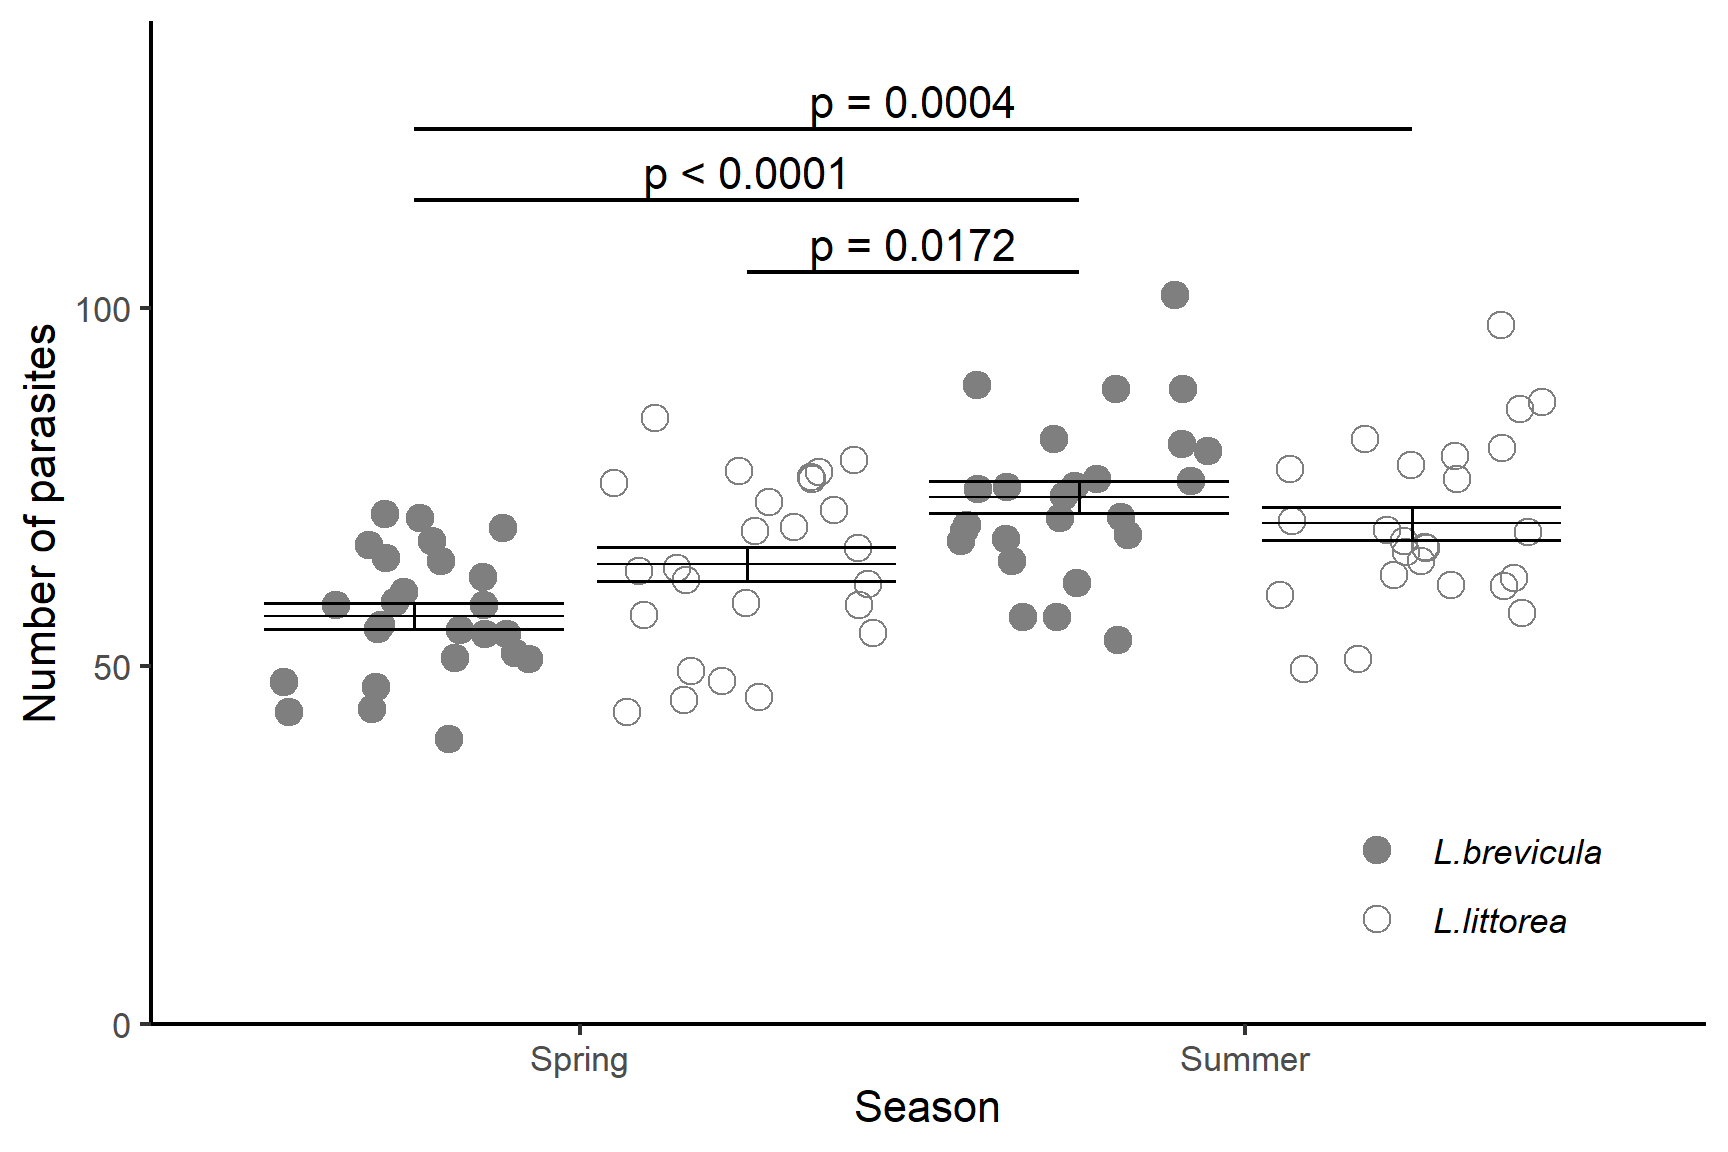 p = 0.0004
p < 0.0001
p = 0.0172
100
50
0
Number of parasites
L.brevicula
L.littorea
Spring
Summer
Season